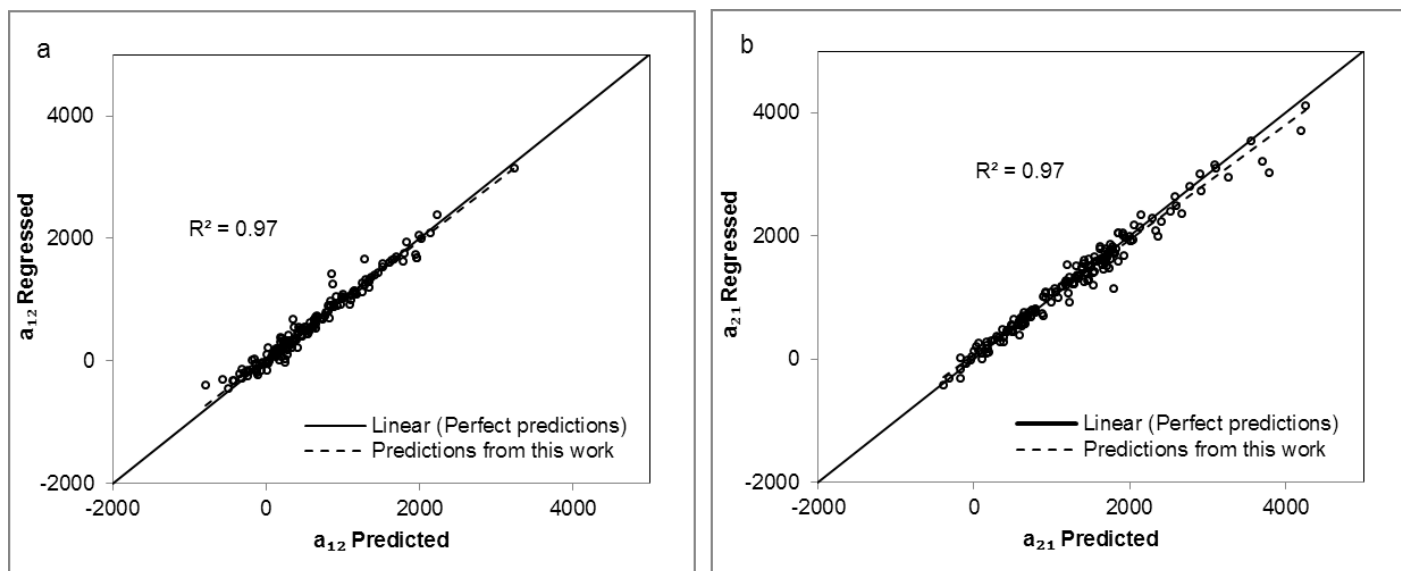 a
4000
2000
0
-2000
-2000
0
2000
4000
a₁₂ Regressed
R² = 0.97
Linear (Perfect predictions)
Predictions from this work
a₁₂ Predicted
b
4000
2000
0
-2000
-2000
0
2000
4000
a₂₁ Regressed
R² = 0.97
Linear (Perfect predictions)
Predictions from this work
a₂₁ Predicted